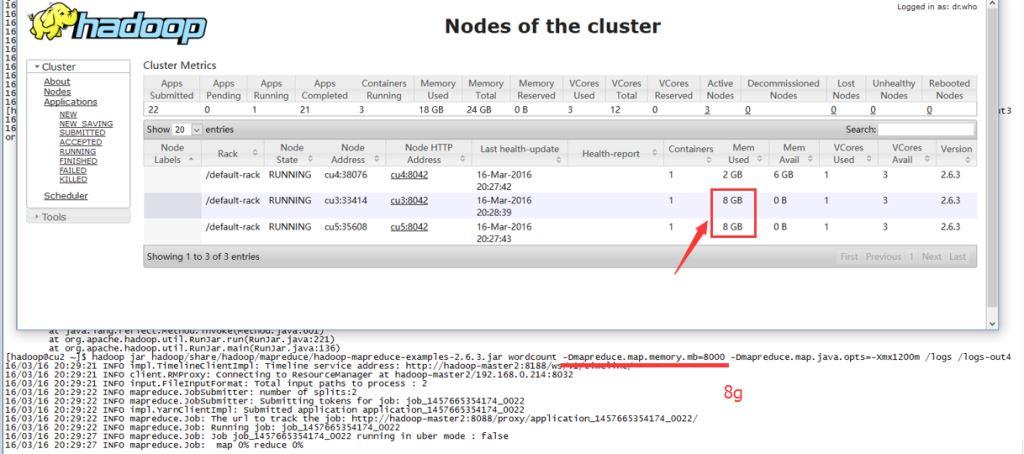 Logged in as: dr.who
hadoop
Nodes of the cluster
Cluster
About
Nodes
Applications
NEW
NEW_SAVING
SUBMITTED
ACCEPTED
RUNNING
FINISHED
FAILED
KILLED
Scheduler
Tools
Cluster Metrics
Apps Submitted Apps Pending Apps Running Apps Completed Containers Running Memory Used Memory Total Memory Reserved VCores Used VCores Total VCores Reserved Active Nodes Decommissioned Nodes Lost Nodes Unhealthy Nodes Rebooted Nodes
22 0 1 21 3 18 GB 24 GB 0 B 3 12 0 3 0 0 0 0
Show 20 entries Search:
Node Labels Rack Node State Node Address Node HTTP Address Last health-update Health-report Containers Mem Used Mem Avail VCores Used VCores Avail Version
/default-rack RUNNING cu4:38076 cu4:8042 16-Mar-2016 20:27:42 1 2 GB 6 GB 1 3 2.6.3
/default-rack RUNNING cu3:33414 cu3:8042 16-Mar-2016 20:28:39 1 8 GB 0 B 1 3 2.6.3
/default-rack RUNNING cu5:35608 cu5:8042 16-Mar-2016 20:27:43 1 8 GB 0 B 1 3 2.6.3
Showing 1 to 3 of 3 entries First Previous 1 Next Last
at org.apache.hadoop.util.RunJar.run(RunJar.java:221)
at org.apache.hadoop.util.RunJar.main(RunJar.java:136)
[hadoop@cu2 ~]$ hadoop jar hadoop/share/hadoop/mapreduce/hadoop-mapreduce-examples-2.6.3.jar wordcount -Dmapreduce.map.memory.mb=8000 -Dmapreduce.map.java.opts=-Xmx1200m /logs /logs-out4
16/03/16 20:29:21 INFO impl.TimelineClientImpl: Timeline service address: http://hadoop-master2:8188/ws/v1/timeline/
16/03/16 20:29:21 INFO client.RMProxy: Connecting to ResourceManager at hadoop-master2/192.168.0.214:8032
16/03/16 20:29:21 INFO input.FileInputFormat: Total input paths to process : 2
16/03/16 20:29:22 INFO mapreduce.JobSubmitter: number of splits:2
16/03/16 20:29:22 INFO mapreduce.JobSubmitter: Submitting tokens for job: job_1457665354174_0022
16/03/16 20:29:22 INFO impl.YarnClientImpl: Submitted application application_1457665354174_0022
16/03/16 20:29:22 INFO mapreduce.Job: The url to track the job: http://hadoop-master2:8088/proxy/application_1457665354174_0022/
16/03/16 20:29:22 INFO mapreduce.Job: Running job: job_1457665354174_0022
16/03/16 20:29:27 INFO mapreduce.Job: Job job_1457665354174_0022 running in uber mode : false
16/03/16 20:29:27 INFO mapreduce.Job: map 0% reduce 0%
8g